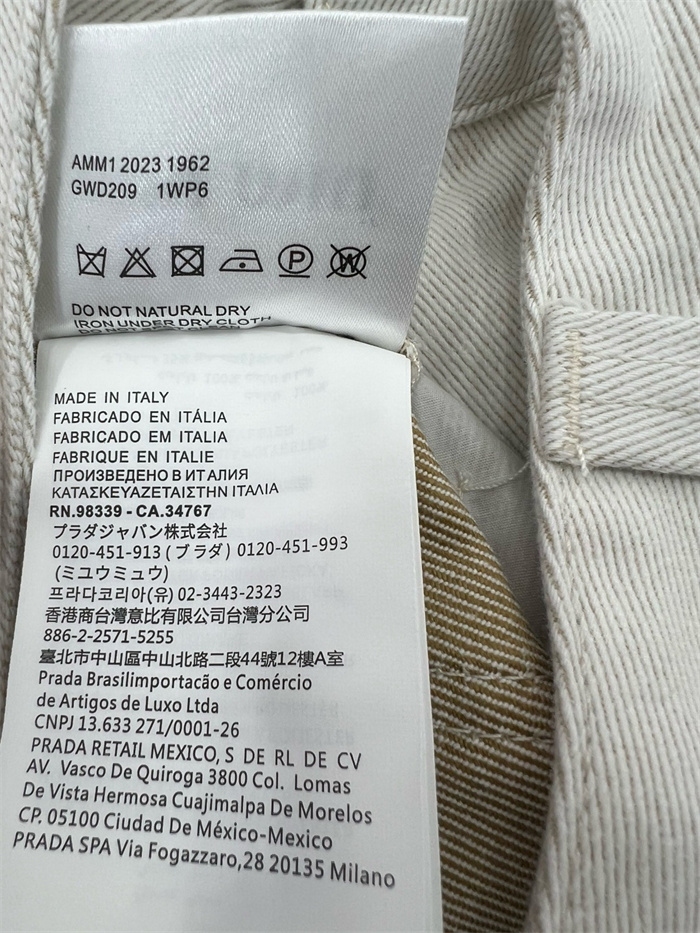 AMM1 2023 1962
GWD209 1WP6
P
W
DO NOT NATURAL DRY
IRON UNDER DRY CLOTH
MADE IN ITALY
FABRICADO EN ITÁLIA
FABRICADO EM ITALIA
FABRIQUE EN ITALIE
ПРОИЗВЕДЕНО В ИТ АЛИЯ
ΚΑΤΑΣΚΕΥΑΖΕΤΑΙΣΤΗΝ ΙΤΑΛΙΑ
RN.98339 - CA.34767
プラダジャパン株式会社
0120-451-913 ( ブ ラダ ) 0120-451-993
(ミユウミュウ)
프라다코리아(유) 02-3443-2323
香港商台灣意比有限公司台灣分公司
886-2-2571-5255
臺北市中山區中山北路二段44號12樓A室
Prada Brasilimportacão e Comércio
de Artigos de Luxo Ltda
CNPJ 13.633 271/0001-26
PRADA RETAIL MEXICO, S DE RL DE CV
AV. Vasco De Quiroga 3800 Col. Lomas
De Vista Hermosa Cuajimalpa De Morelos
CP. 05100 Ciudad De México-Mexico
PRADA SPA Via Fogazzaro,28 20135 Milano